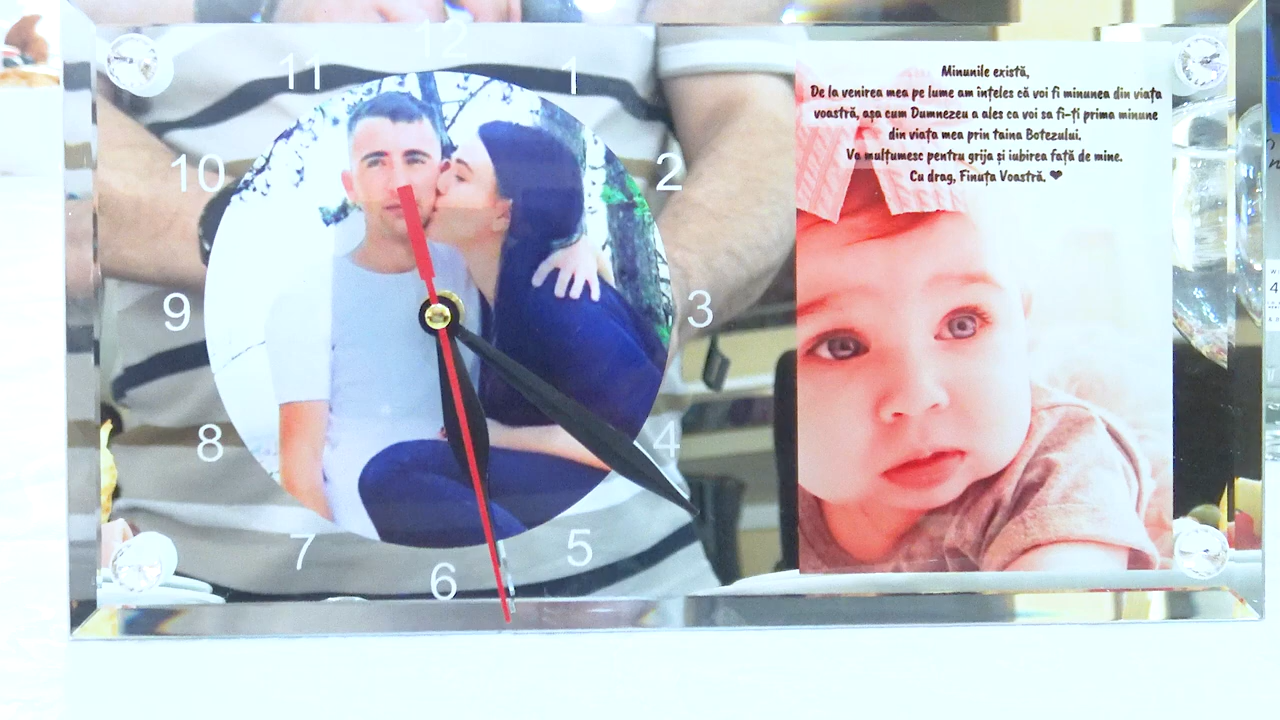 12
11
1
10
2
9
3
8
4
7
5
6
Minunile există,
De la venirea mea pe lume am înțeles că voi fi minunea din viața
voastră, așa cum Dumnezeu a ales ca voi sa fi-ți prima minune
din viața mea prin taina Botezului.
Va mulțumesc pentru grija și iubirea față de mine.
Cu drag, Finuța Voastră. ❤